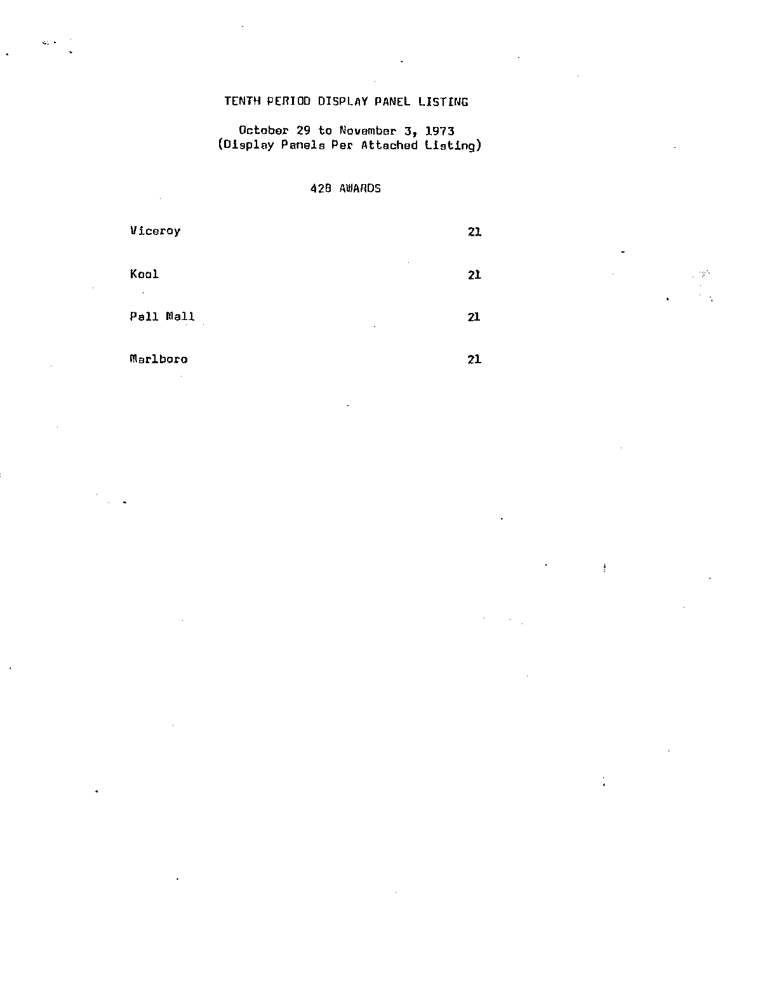 TENTH PERIOD DISPLAY PANEL LISTING
October 29 to November 3, 1973
(Display Panels Per Attached Listing)
428 AWARDS
Viceroy 21
Kool 21
Pall Mall 21
Marlboro 21